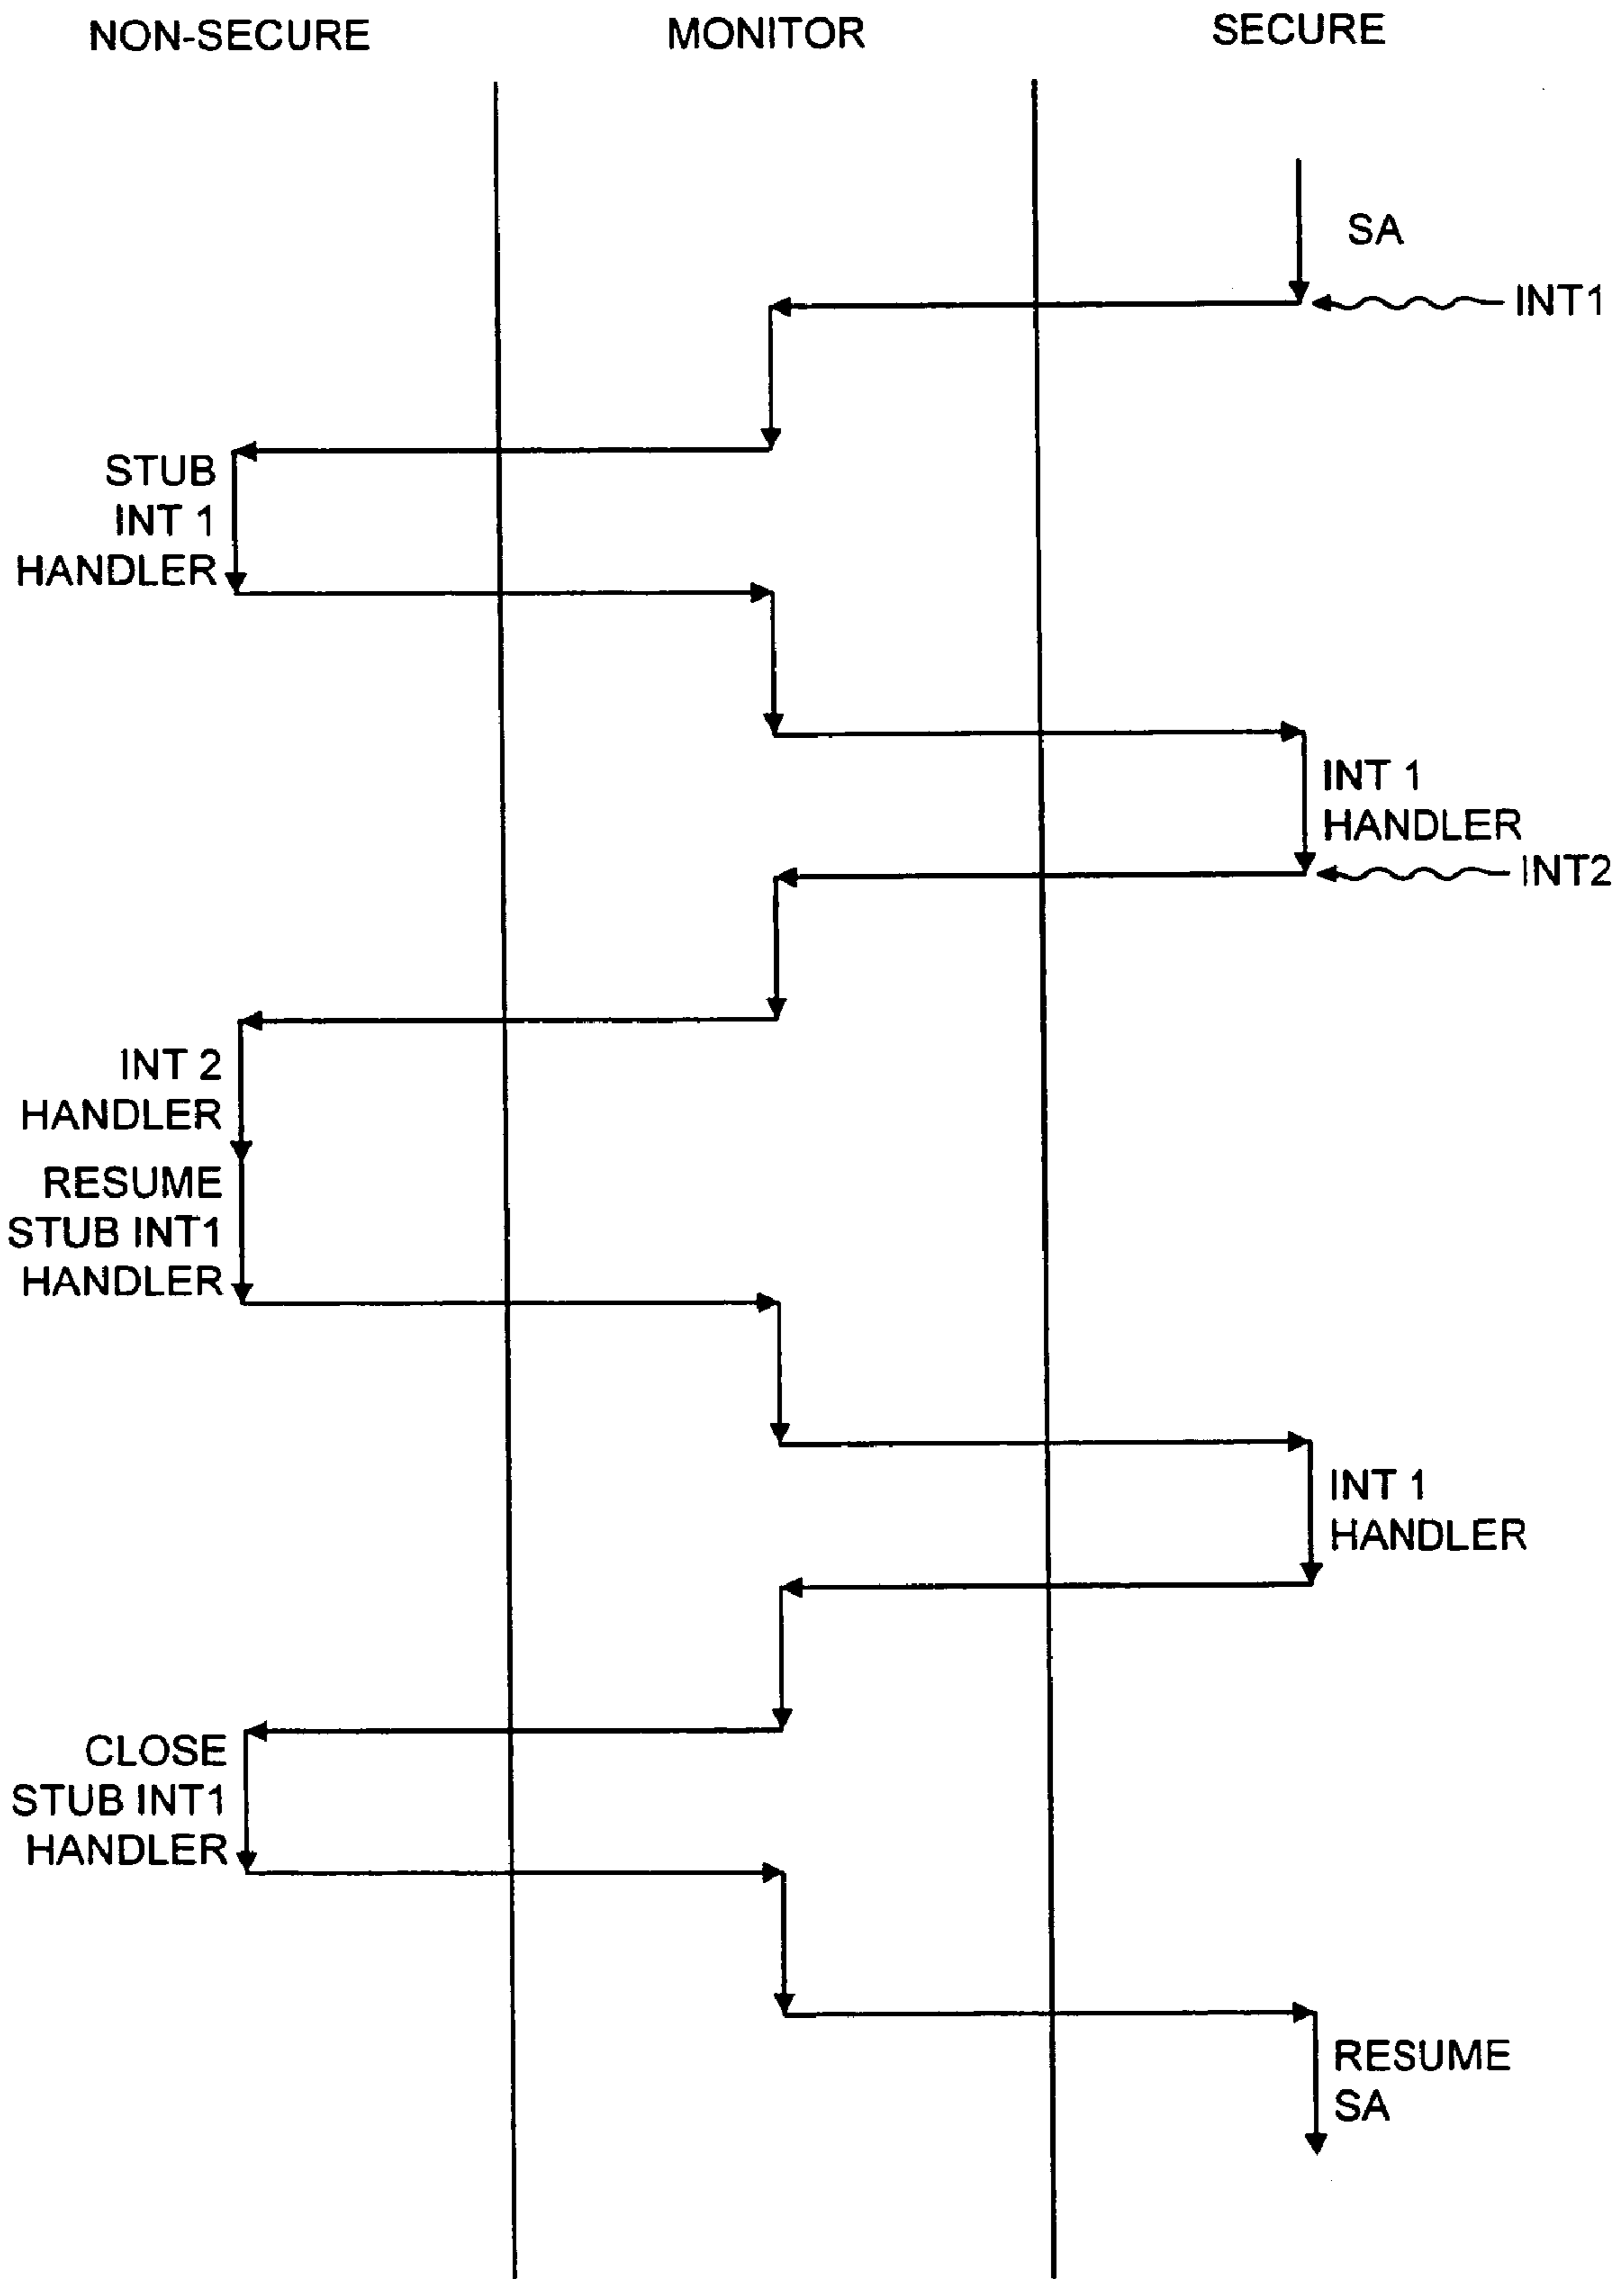 NON-SECURE
MONITOR
SECURE
SA
INT1
STUB
INT 1
HANDLER
INT 1
HANDLER
INT2
INT 2
HANDLER
RESUME
STUB INT1
HANDLER
INT 1
HANDLER
CLOSE
STUB INT1
HANDLER
RESUME
SA